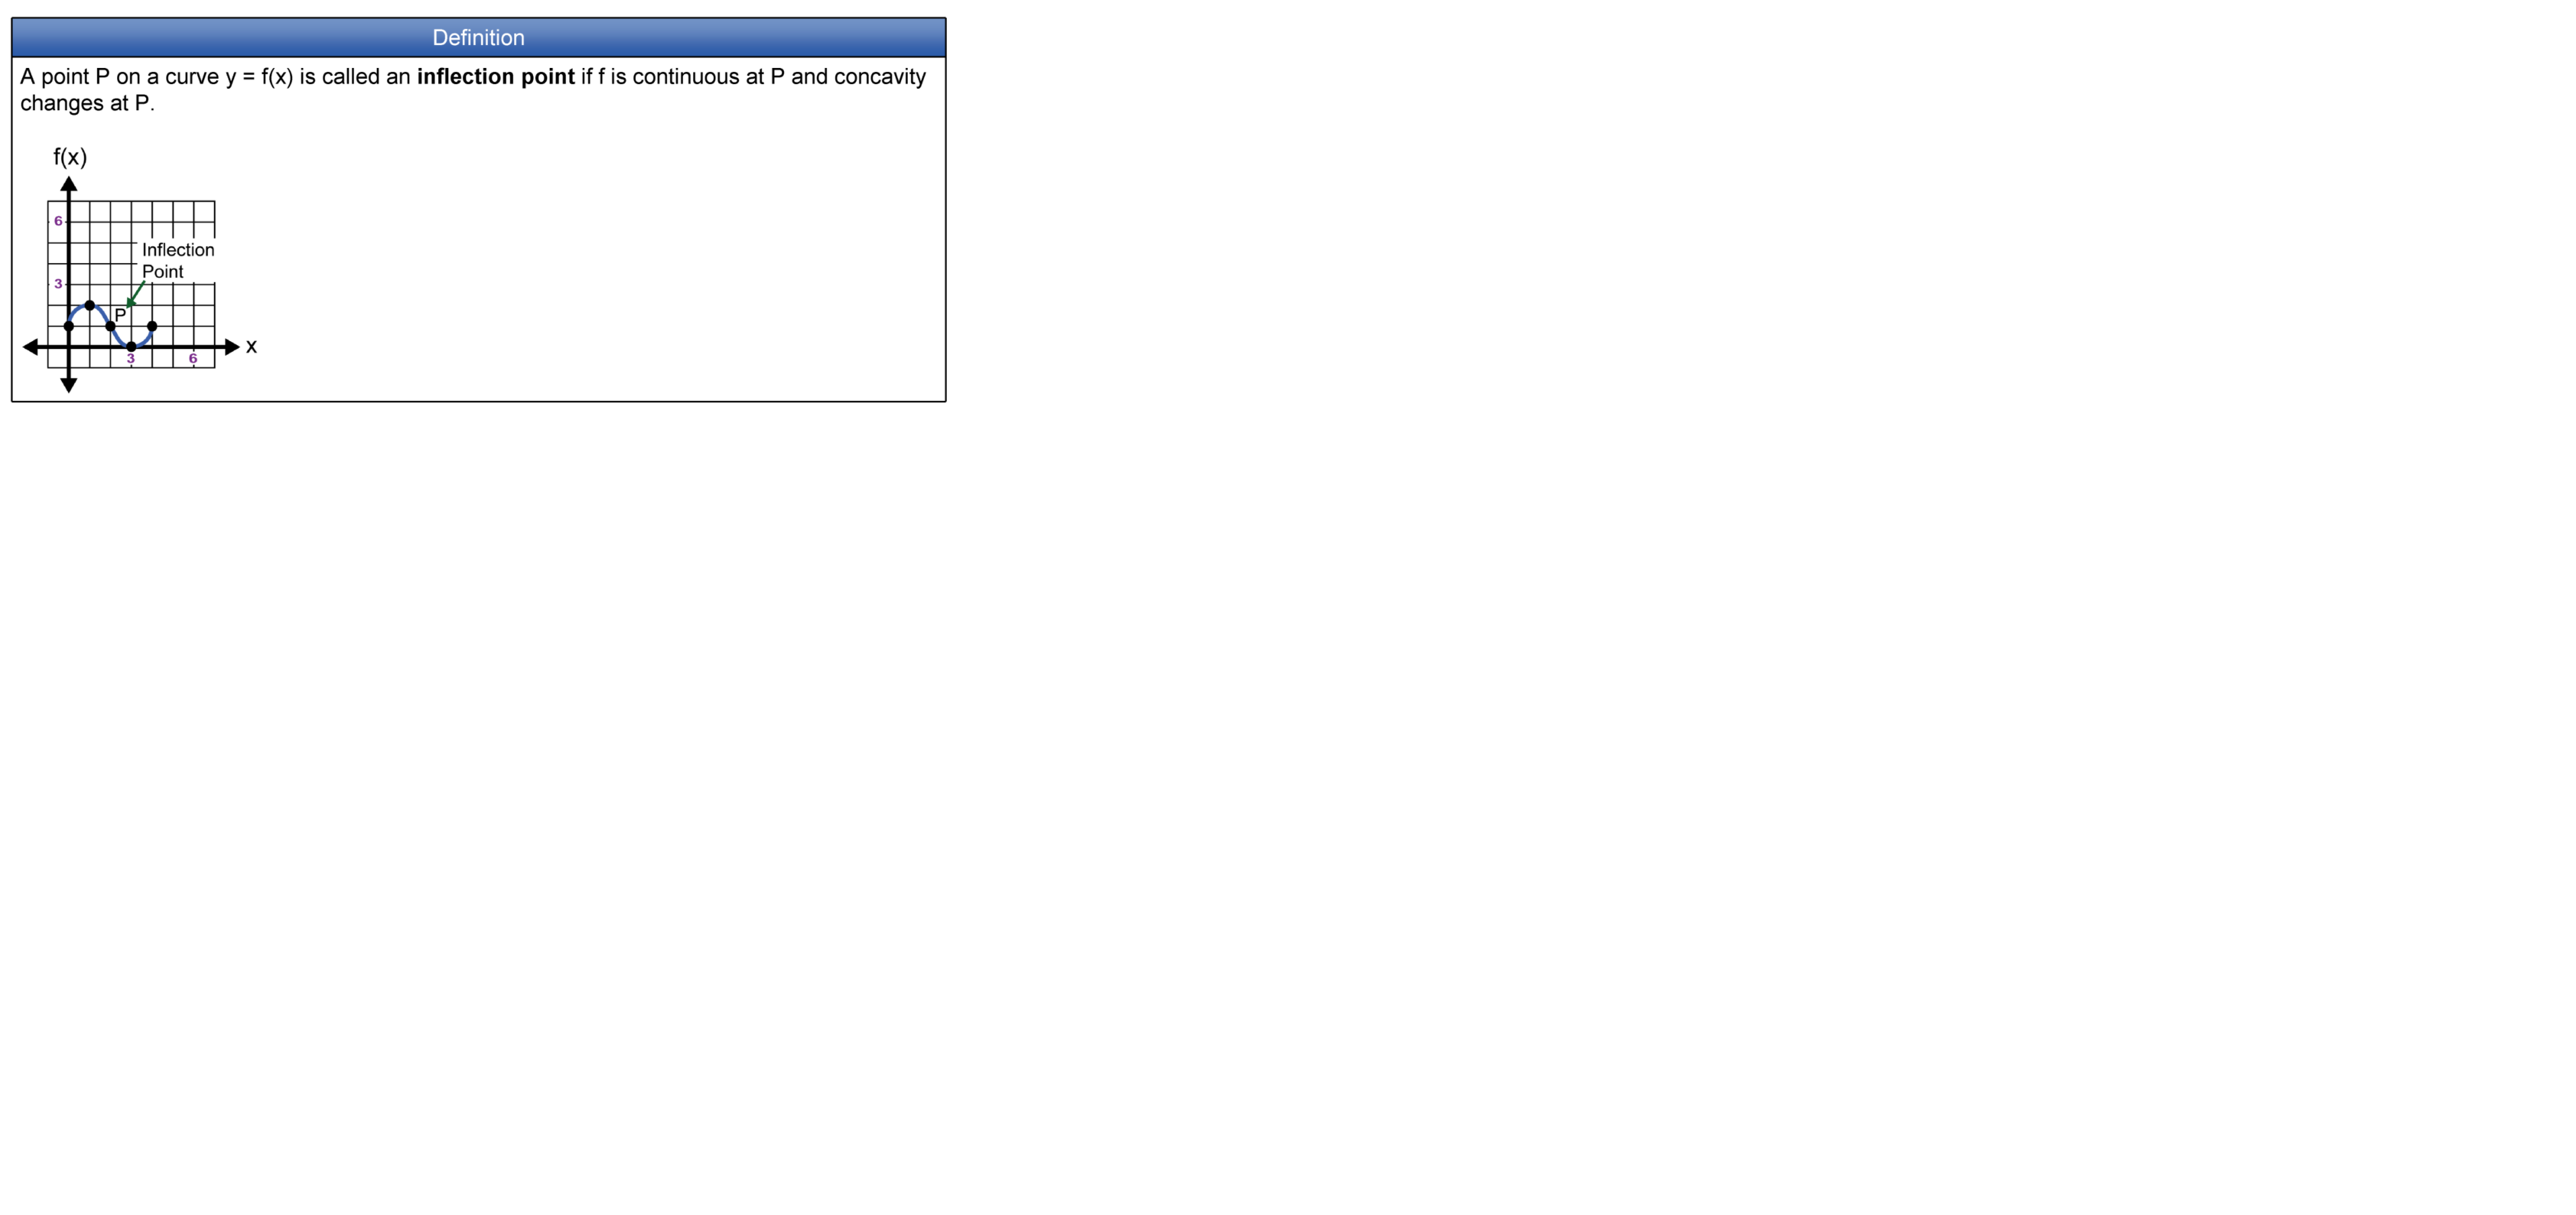 Definition
A point P on a curve y = f(x) is called an inflection point if f is continuous at P and concavity
changes at P.
f(x)
6
Inflection
Point
3
P
x
3 6